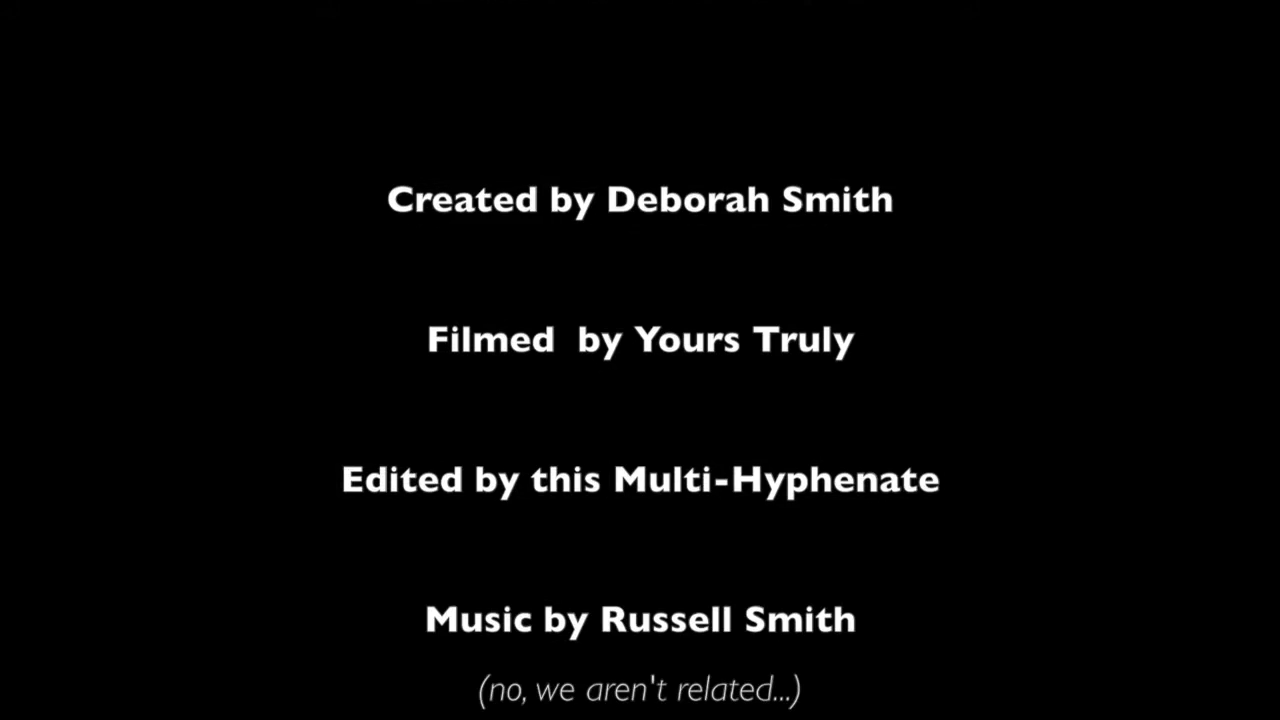 Created by Deborah Smith
Filmed  by Yours Truly
Edited by this Multi-Hyphenate
Music by Russell Smith
(no, we aren't related...)